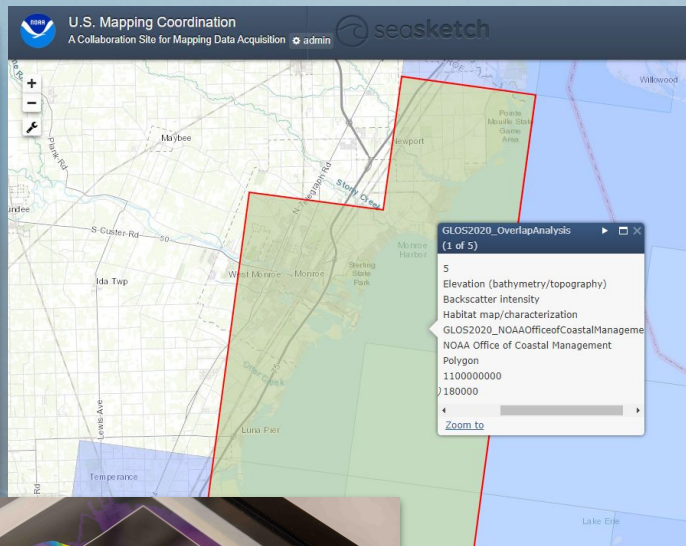 NOAA
U.S. Mapping Coordination
A Collaboration Site for Mapping Data Acquisition admin
seasketch
+
−
Willowood
Pointe
Mouille State
Game
Area
Maybee
Newport
Plank-Rd
N Telegraph Rd
Stony Creek
undee
S-Custer-Rd
50
GLOS2020_OverlapAnalysis
(1 of 5)
Monroe
Harbor
West Monroe
Monroe
Sterling
State
Park
Ida Twp
5
Elevation (bathymetry/topography)
Backscatter intensity
Habitat map/characterization
GLOS2020_NOAAOfficeofCoastalManageme
NOAA Office of Coastal Management
Polygon
1100000000
)180000
Zoom to
Otter Creek
Lewis-Ave
Luna Pier
Temperance
Rd
Lake Erie